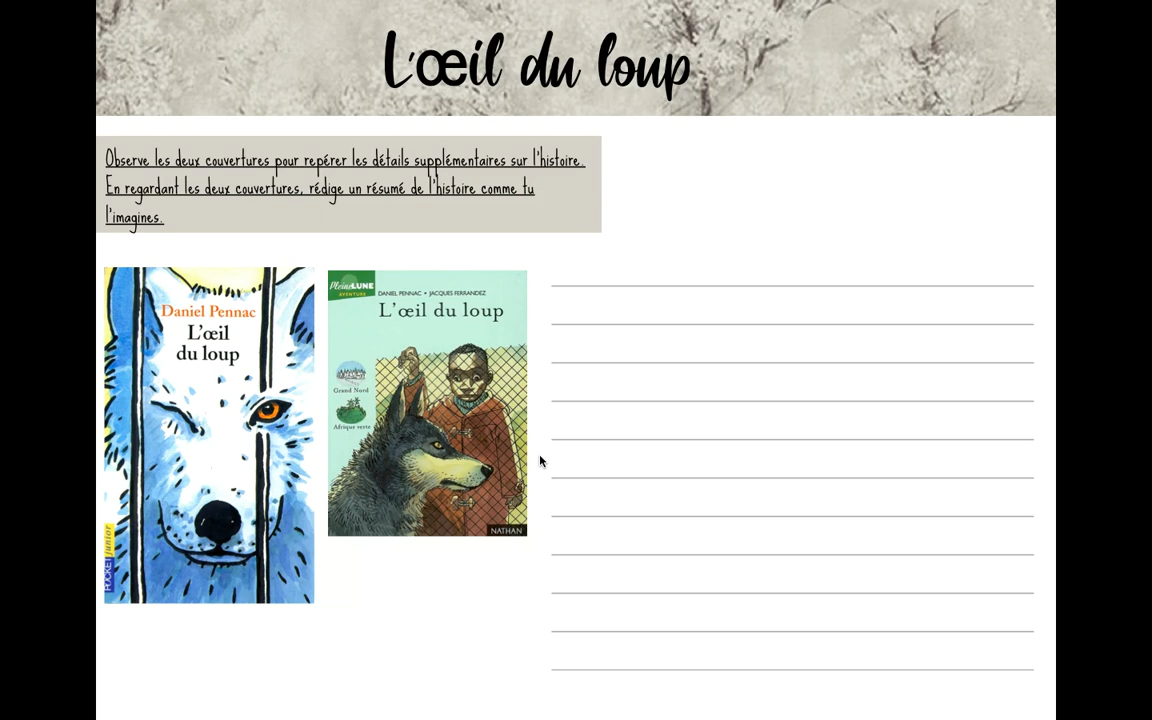 L'œil du loup
Observe les deux couvertures pour repérer les détails supplémentaires sur l'histoire.
En regardant les deux couvertures, rédige un résumé de l'histoire comme tu
l'imagines.
Daniel Pennac
L'œil
du loup
POCKET junior
Pleine LUNE
AVENTURE
DANIEL PENNAC • JACQUES FERRANDEZ
L'œil du loup
Grand Nord
Afrique verte
NATHAN